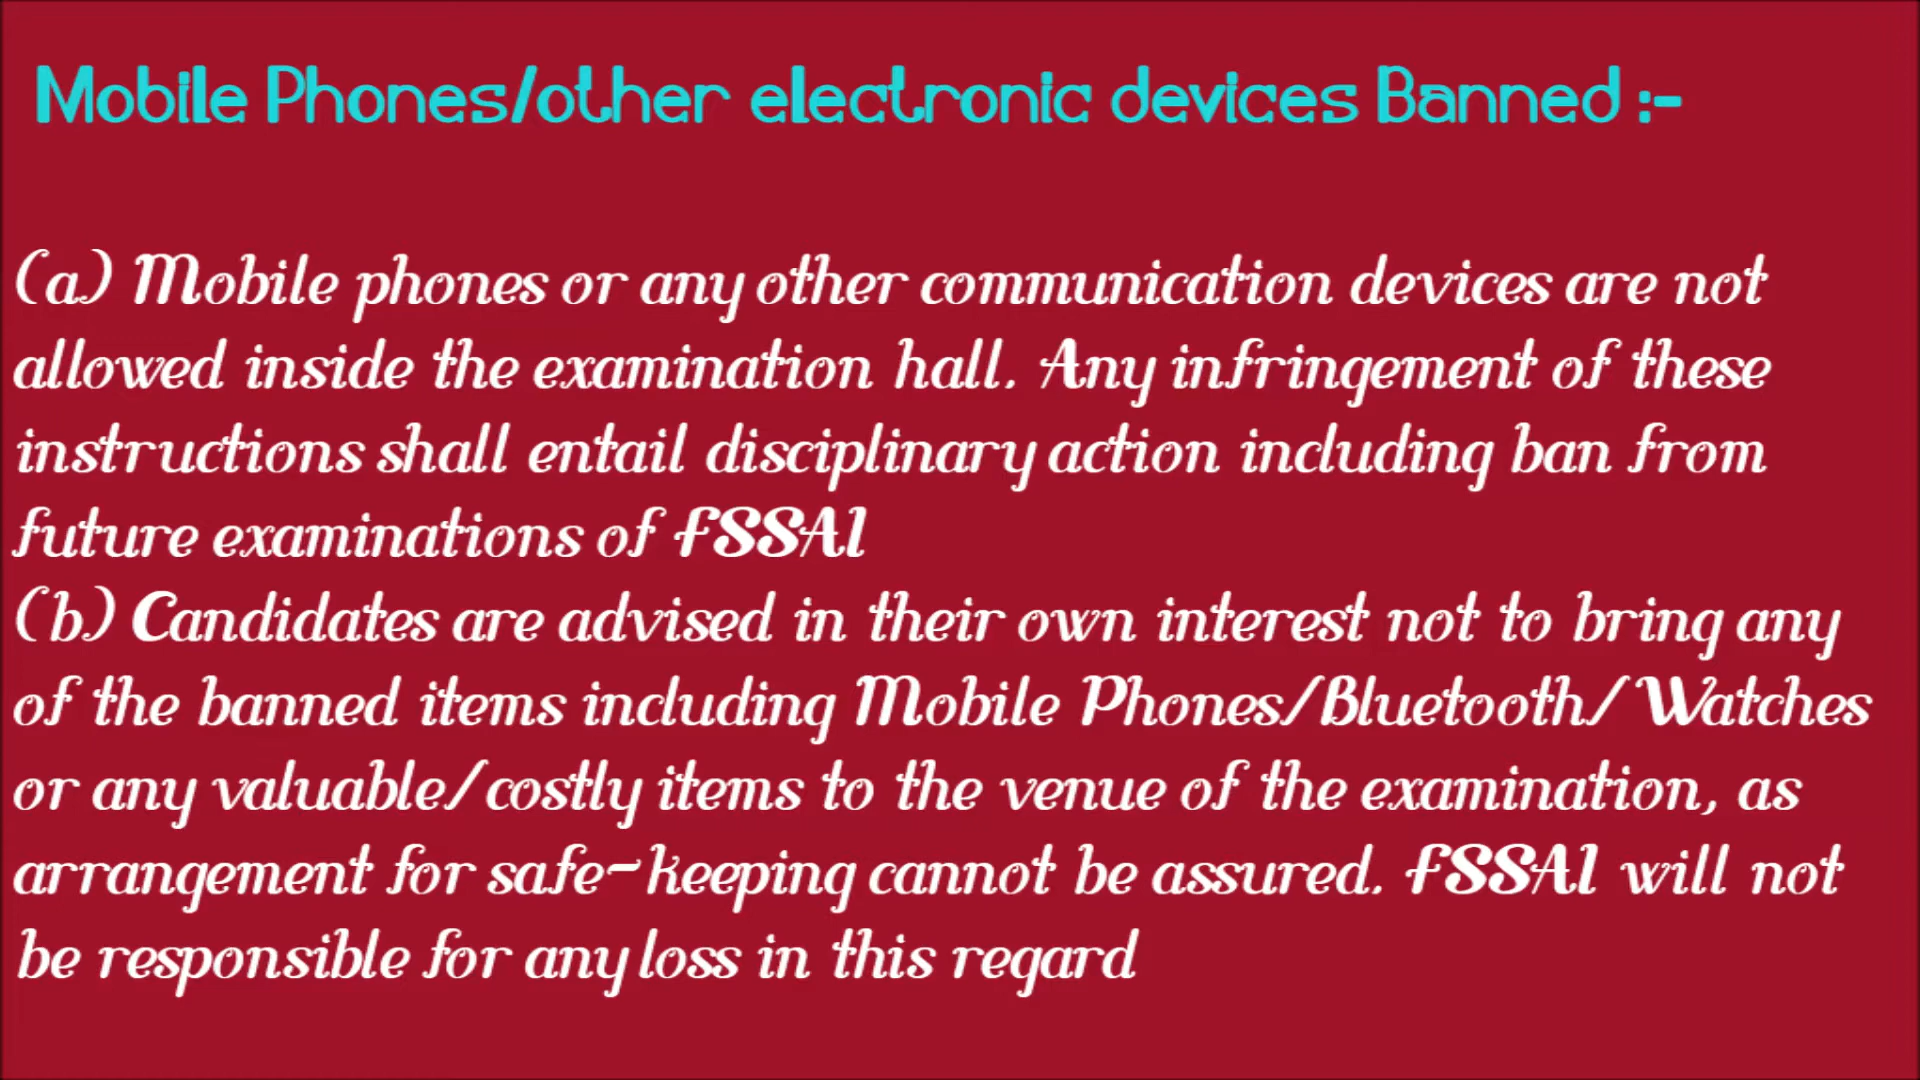 Mobile Phones/other electronic devices Banned :-
(a) Mobile phones or any other communication devices are not
allowed inside the examination hall. Any infringement of these
instructions shall entail disciplinary action including ban from
future examinations of FSSAI
(b) Candidates are advised in their own interest not to bring any
of the banned items including Mobile Phones/Bluetooth/Watches
or any valuable/costly items to the venue of the examination, as
arrangement for safe-keeping cannot be assured. FSSAI will not
be responsible for any loss in this regard